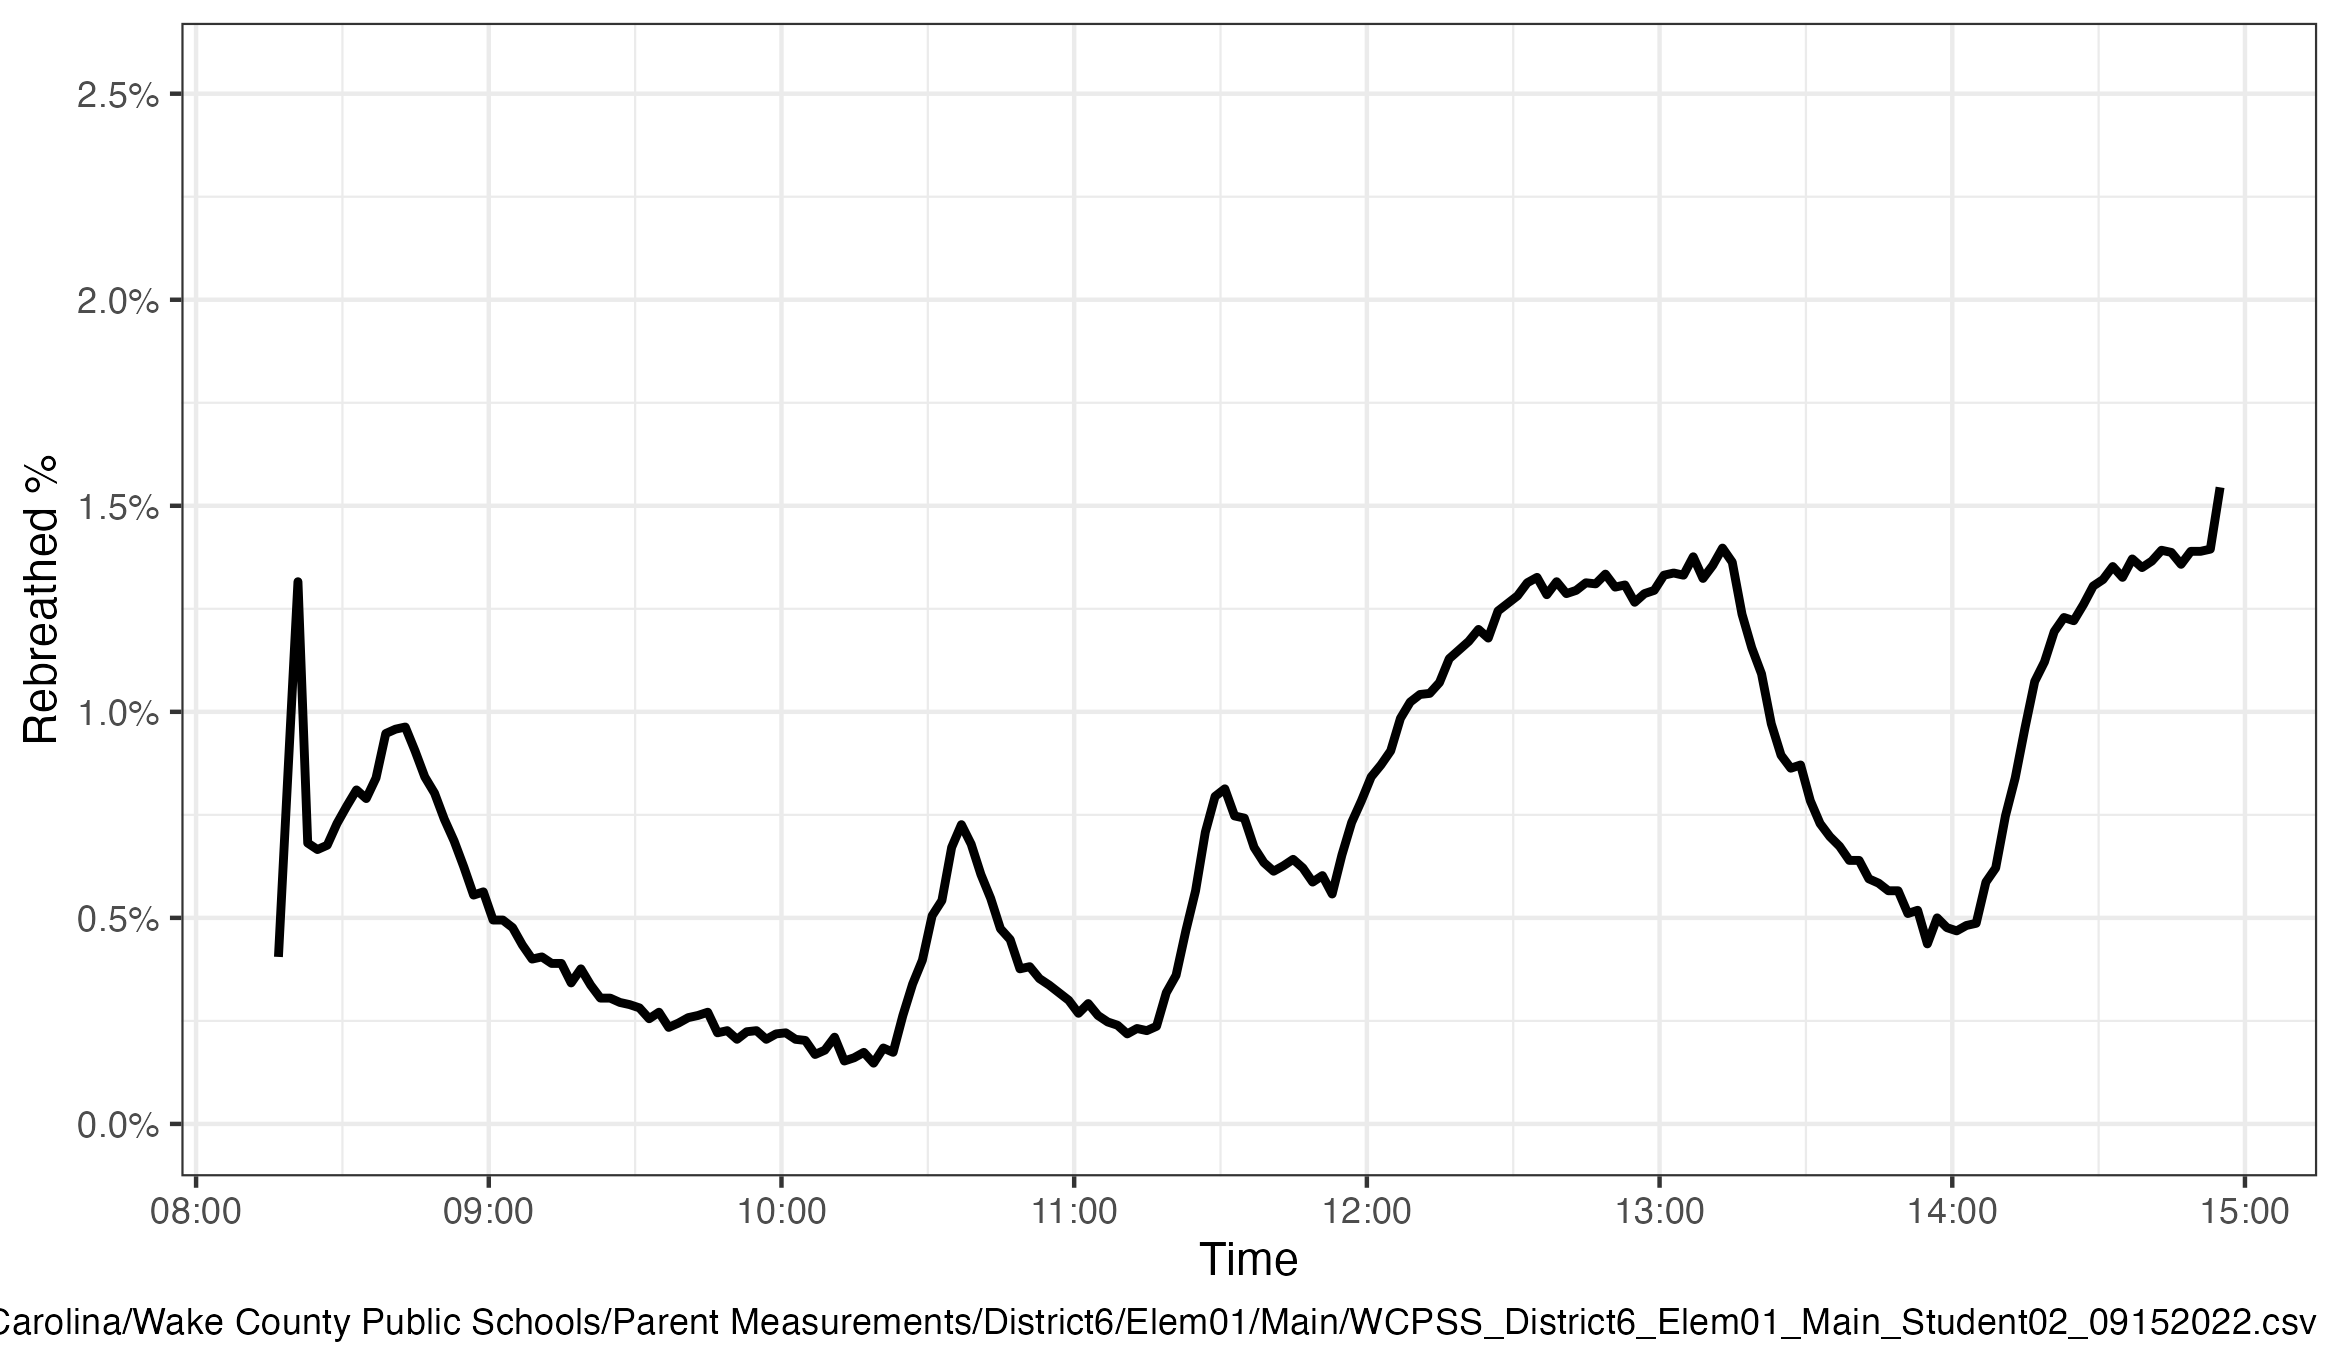 2.5%
2.0%
1.5%
1.0%
0.5%
0.0%
Rebreathed %
08:00 09:00 10:00 11:00 12:00 13:00 14:00 15:00
Time
Carolina/Wake County Public Schools/Parent Measurements/District6/Elem01/Main/WCPSS_District6_Elem01_Main_Student02_09152022.csv